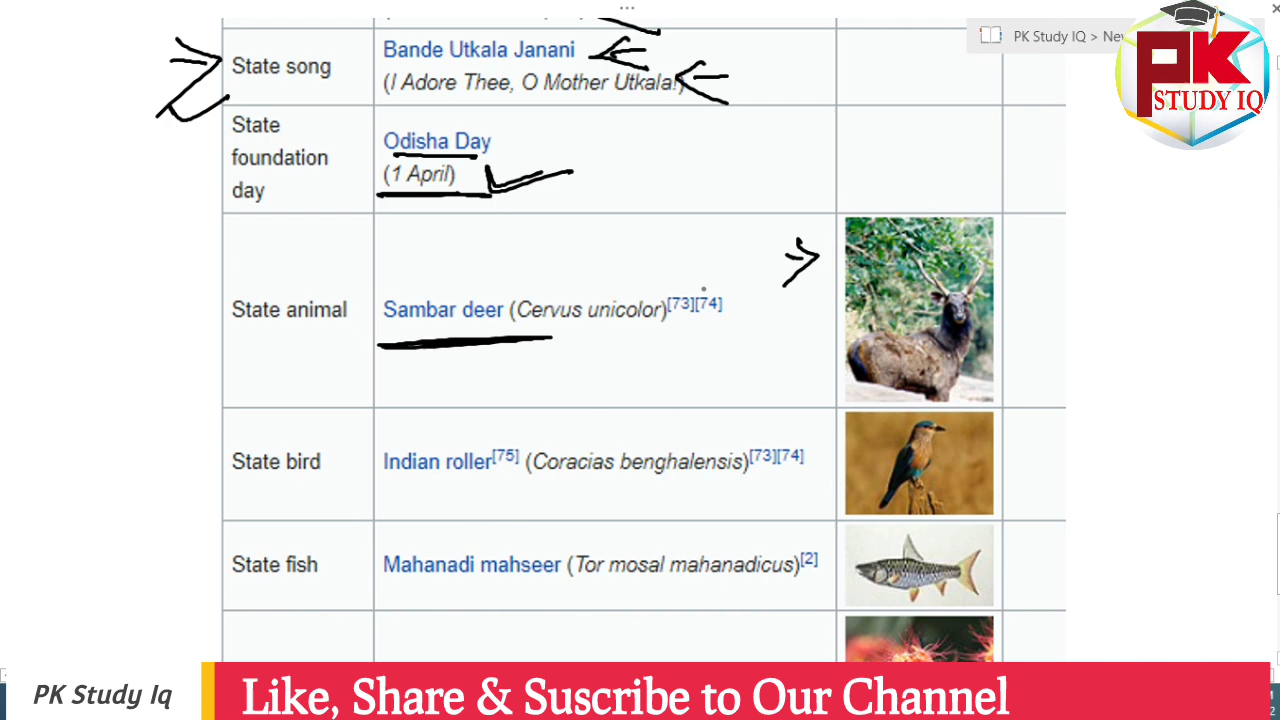 PK Study IQ > Nev
PK
STUDY IQ
State song
Bande Utkala Janani
(I Adore Thee, O Mother Utkala!)
State
foundation
day
Odisha Day
(1 April)
State animal
Sambar deer (Cervus unicolor)[73][74]
State bird
Indian roller[75] (Coracias benghalensis)[73][74]
State fish
Mahanadi mahseer (Tor mosal mahanadicus)[2]
PK Study Iq
Like, Share & Suscribe to Our Channel